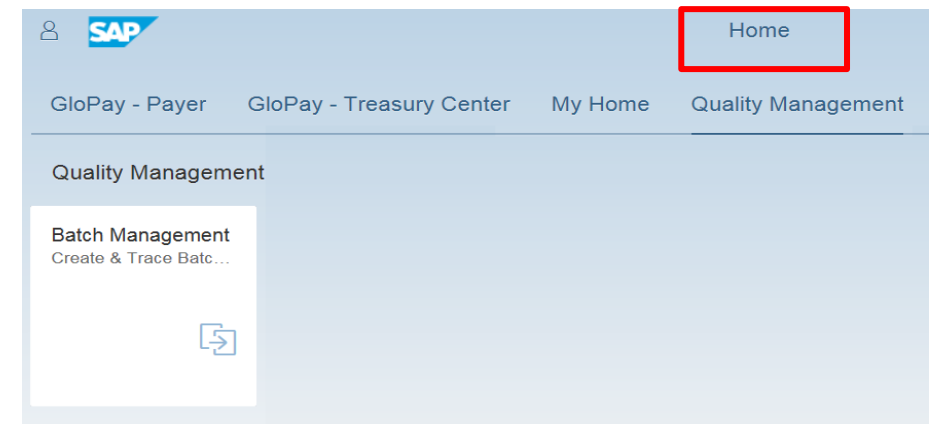 SAP Home
GloPay - Payer GloPay - Treasury Center My Home Quality Management
Quality Management
Batch Management
Create & Trace Batc...